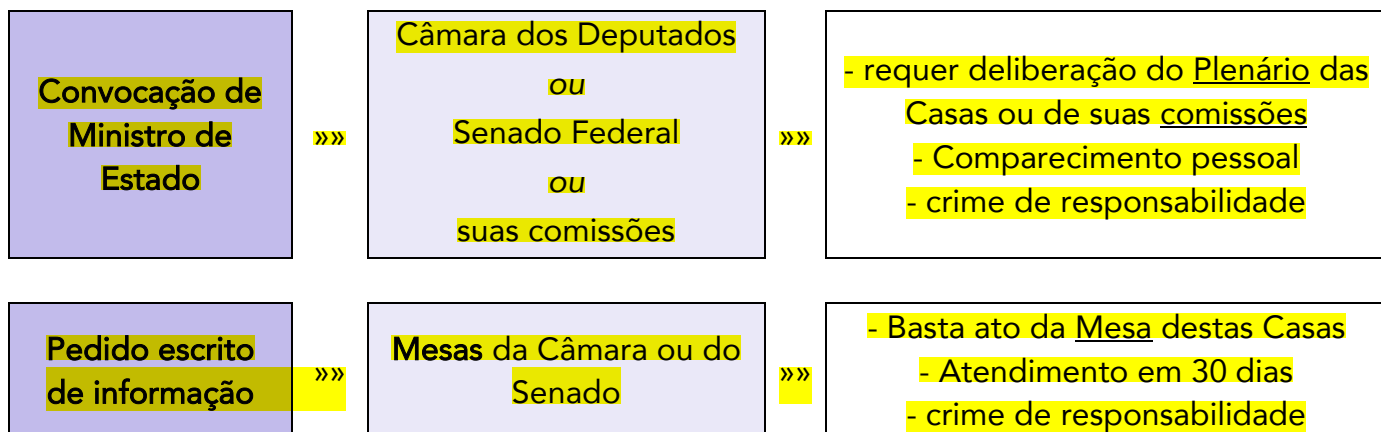 Convocação de
Ministro de
Estado
»»
Câmara dos Deputados
ou
Senado Federal
ou
suas comissões
»»
- requer deliberação do Plenário das
Casas ou de suas comissões
- Comparecimento pessoal
- crime de responsabilidade
Pedido escrito
de informação
»»
Mesas da Câmara ou do
Senado
»»
- Basta ato da Mesa destas Casas
- Atendimento em 30 dias
- crime de responsabilidade